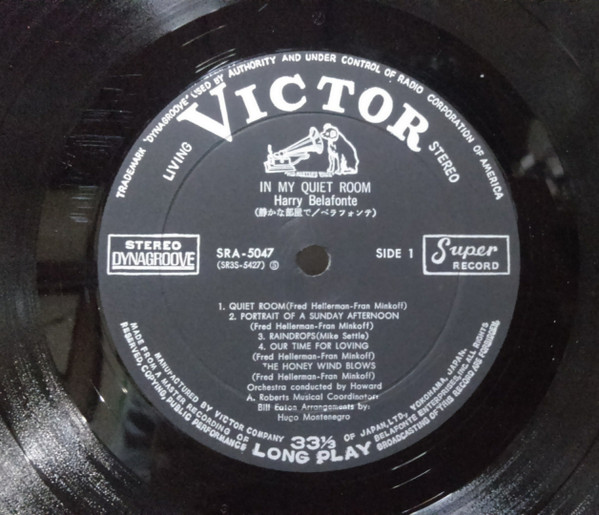 TRADEMARK "DYNAGROOVE" USED BY AUTHORITY AND UNDER CONTROL OF RADIO CORPORATION OF AMERICA
LIVING
VICTOR
STEREO
IN MY QUIET ROOM
Harry Belafonte
(静かな部屋で/ベラフォンテ)
STEREO
DYNAGROOVE
SRA-5047
(SR3S-5427) Ⓢ
SIDE 1
Super
RECORD
1. QUIET ROOM(Fred Hellerman-Fran Minkoff)
2. PORTRAIT OF A SUNDAY AFTERNOON
(Fred Hellerman-Fran Minkoff)
3. RAINDROPS(Mike Settle)
4. OUR TIME FOR LOVING
(Fred Hellerman-Fran Minkoff)
THE HONEY WIND BLOWS
(Fred Hellerman-Fran Minkoff)
Orchestra conducted by Howard
A. Roberts Musical Coordinator:
Bill Eaton Arrangements by:
Hugo Montenegro
MANUFACTURED BY VICTOR COMPANY OF JAPAN, LTD., YOKOHAMA, JAPAN.
MADE FROM A MASTER RECORDING OF BELAFONTE ENTERPRISES, INC. ALL RIGHTS
RESERVED, COPYING, PUBLIC PERFORMANCE BROADCASTING OF THIS RECORD ARE FORBIDDEN
33⅓
LONG PLAY